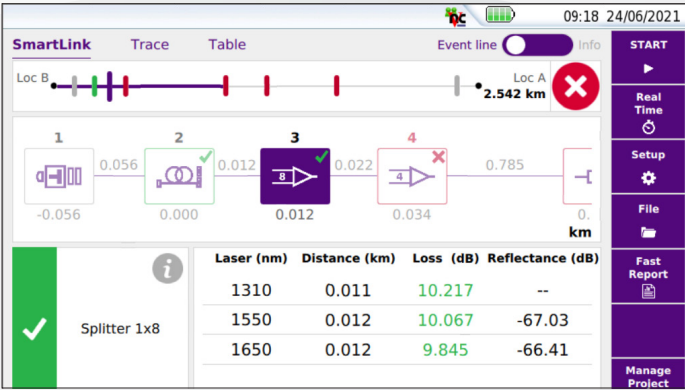 DC 09:18 24/06/2021
SmartLink Trace Table Event line Info
START
Loc B Loc A
2.542 km
Real
Time
1 2 3 4
0.056 0.012 0.022 0.785
8 4
-0.056 0.000 0.012 0.034 0.
km
Setup
File
Laser (nm) Distance (km) Loss (dB) Reflectance (dB)
1310 0.011 10.217 --
1550 0.012 10.067 -67.03
1650 0.012 9.845 -66.41
i
Splitter 1x8
Fast
Report
Manage
Project